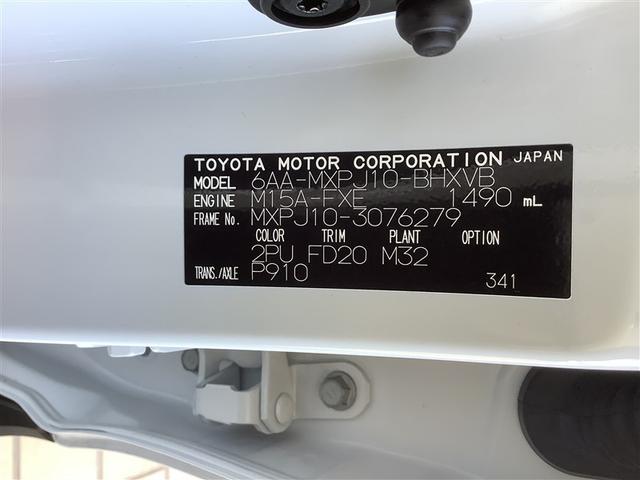 TOYOTA MOTOR CORPORATION JAPAN
MODEL 6AA-MXPJ10-BHXVB
ENGINE M15A-FXE 1490 mL
FRAME No. MXPJ10-3076279
COLOR TRIM PLANT OPTION
2PU FD20 M32
TRANS./AXLE P910 341